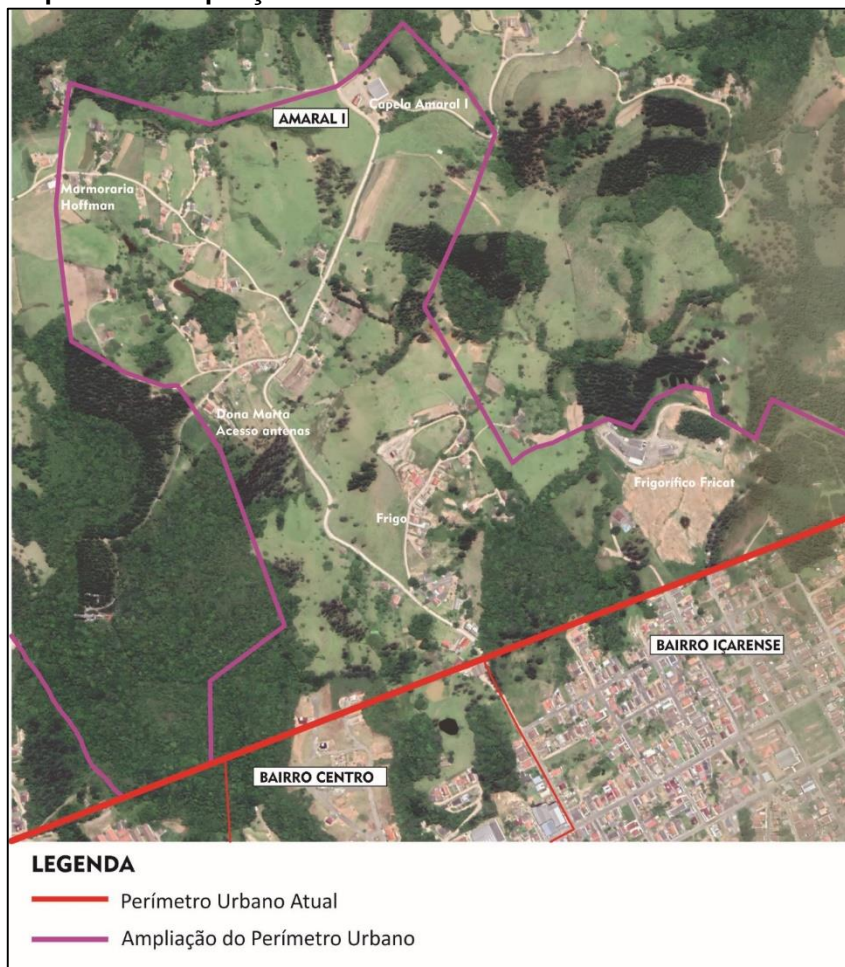 Capela Amaral I
AMARAL I
Marmoraria
Hoffman
Dona Marta
Acesso antenas
Frigorífico Fricat
Frigo
BAIRRO IÇARENSE
BAIRRO CENTRO
LEGENDA
Perímetro Urbano Atual
Ampliação do Perímetro Urbano